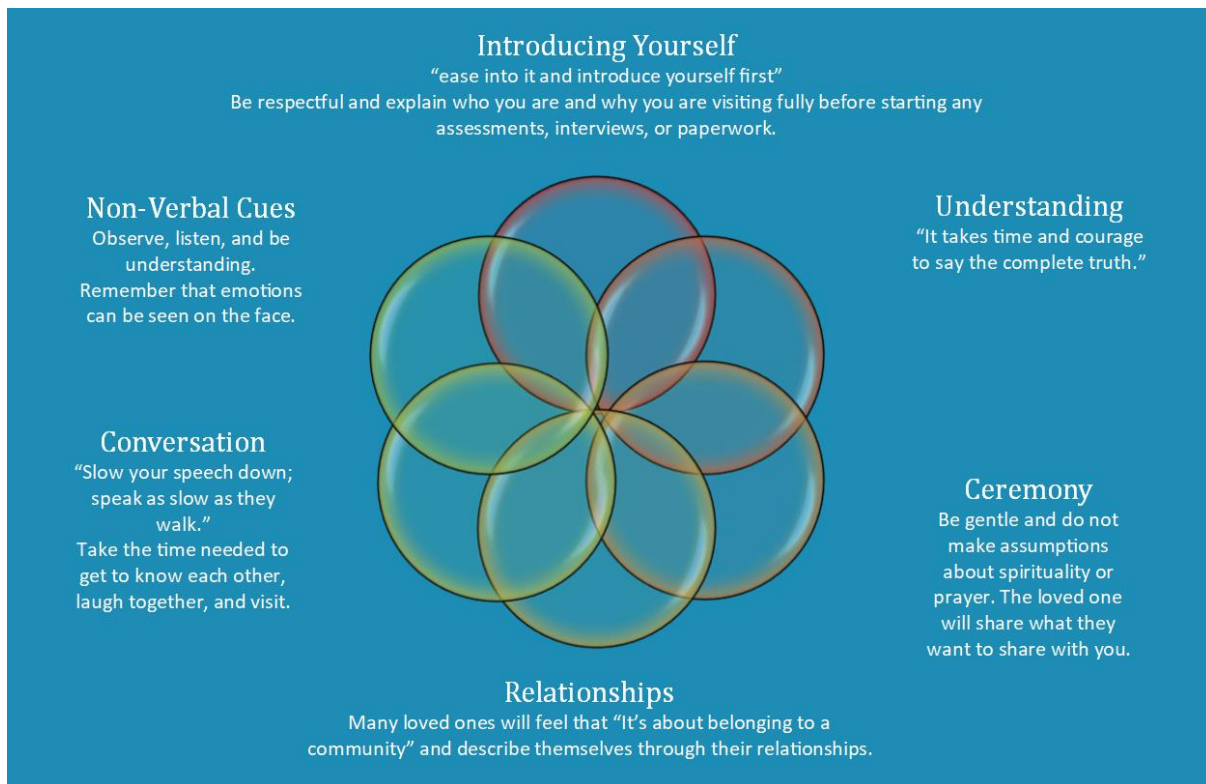 Introducing Yourself
“ease into it and introduce yourself first”
Be respectful and explain who you are and why you are visiting fully before starting any
assessments, interviews, or paperwork.
Non-Verbal Cues
Observe, listen, and be
understanding.
Remember that emotions
can be seen on the face.
Understanding
“It takes time and courage
to say the complete truth.”
Conversation
“Slow your speech down;
speak as slow as they
walk.”
Take the time needed to
get to know each other,
laugh together, and visit.
Ceremony
Be gentle and do not
make assumptions
about spirituality or
prayer. The loved one
will share what they
want to share with you.
Relationships
Many loved ones will feel that “It’s about belonging to a
community” and describe themselves through their relationships.